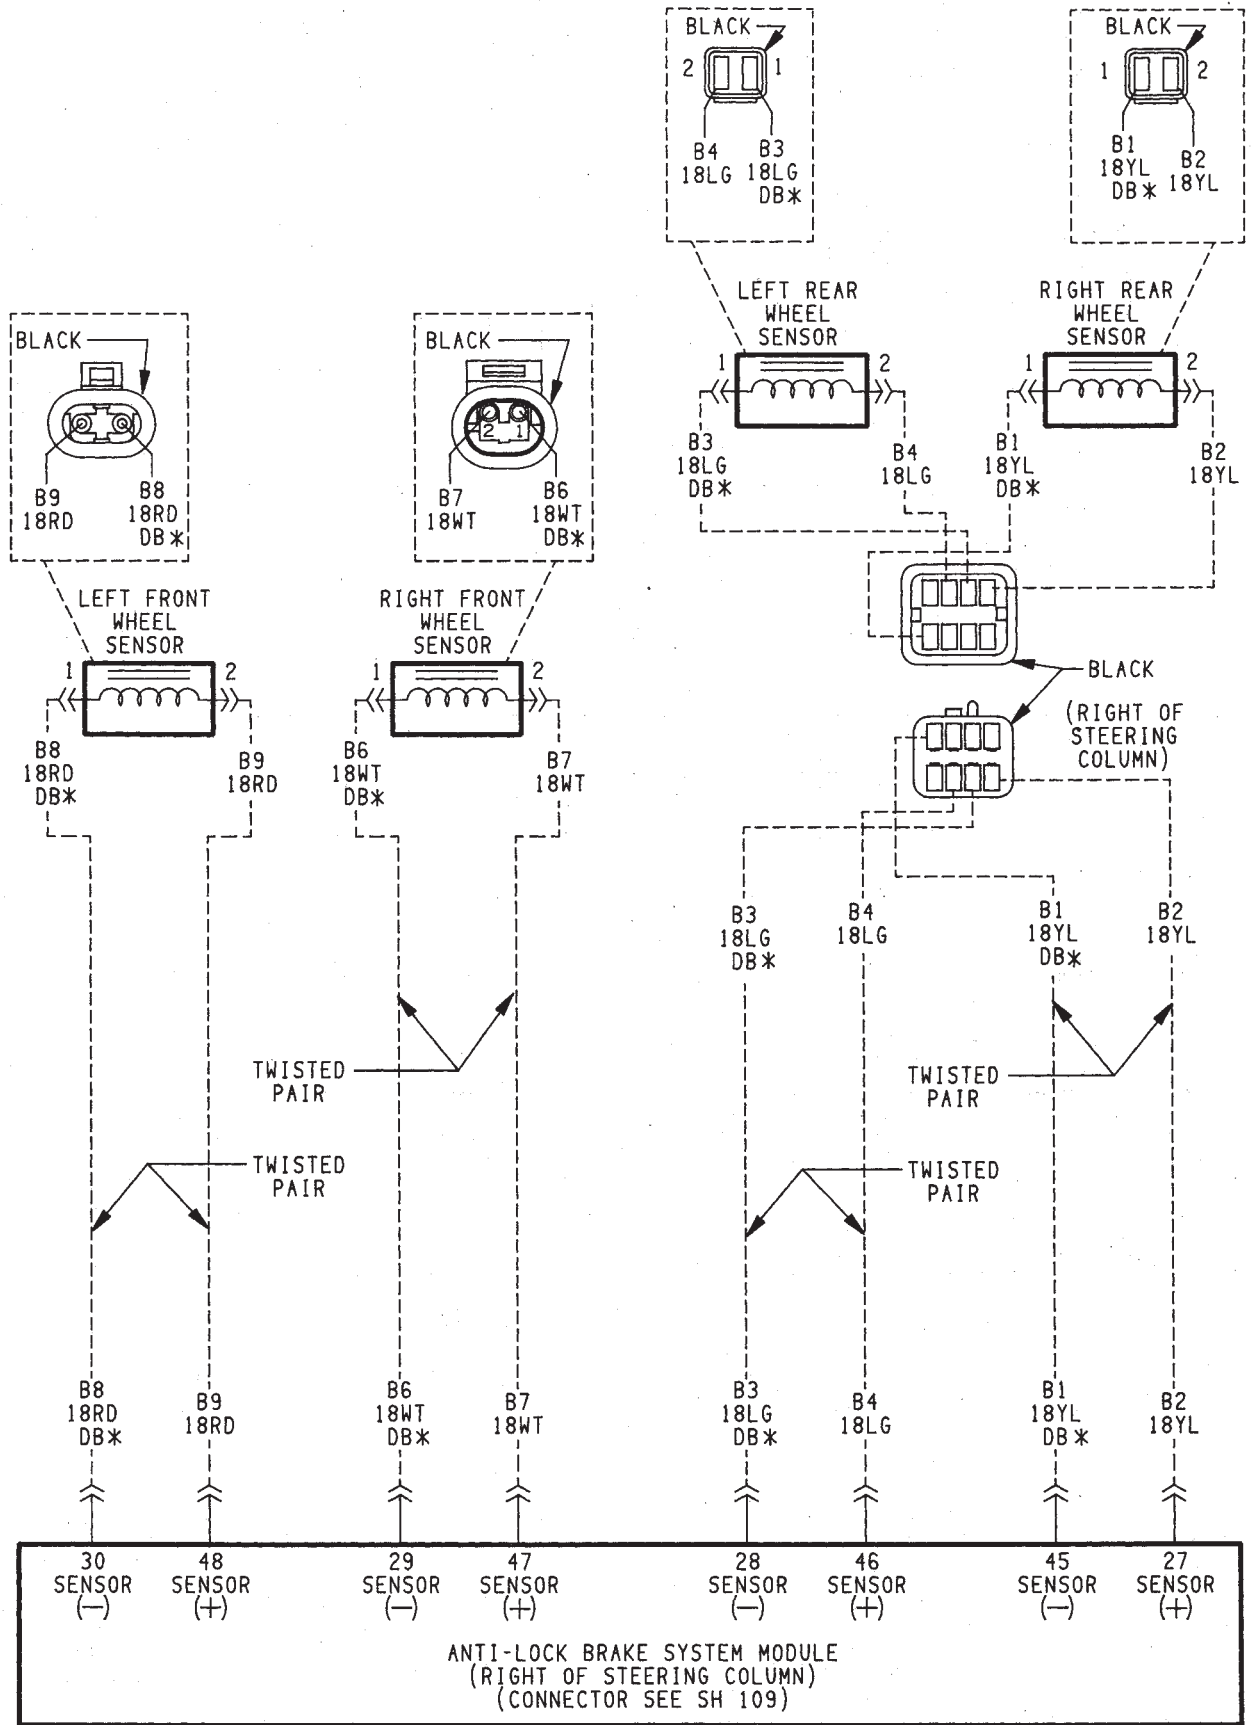 BLACK
2
1
B4
18LG
B3
18LG
DB*
BLACK
1
2
B1
18YL
DB*
B2
18YL
LEFT REAR
WHEEL
SENSOR
1
2
RIGHT REAR
WHEEL
SENSOR
1
2
B3
18LG
DB*
B4
18LG
B1
18YL
DB*
B2
18YL
BLACK
B9
18RD
B8
18RD
DB*
BLACK
2
1
B7
18WT
B6
18WT
DB*
LEFT FRONT
WHEEL
SENSOR
1
2
RIGHT FRONT
WHEEL
SENSOR
1
2
BLACK
(RIGHT OF
STEERING
COLUMN)
B8
18RD
DB*
B9
18RD
B6
18WT
DB*
B7
18WT
B3
18LG
DB*
B4
18LG
B1
18YL
DB*
B2
18YL
TWISTED
PAIR
TWISTED
PAIR
TWISTED
PAIR
TWISTED
PAIR
B8
18RD
DB*
B9
18RD
B6
18WT
DB*
B7
18WT
B3
18LG
DB*
B4
18LG
B1
18YL
DB*
B2
18YL
30
SENSOR
(-)
48
SENSOR
(+)
29
SENSOR
(-)
47
SENSOR
(+)
28
SENSOR
(-)
46
SENSOR
(+)
45
SENSOR
(-)
27
SENSOR
(+)
ANTI-LOCK BRAKE SYSTEM MODULE
(RIGHT OF STEERING COLUMN)
(CONNECTOR SEE SH 109)